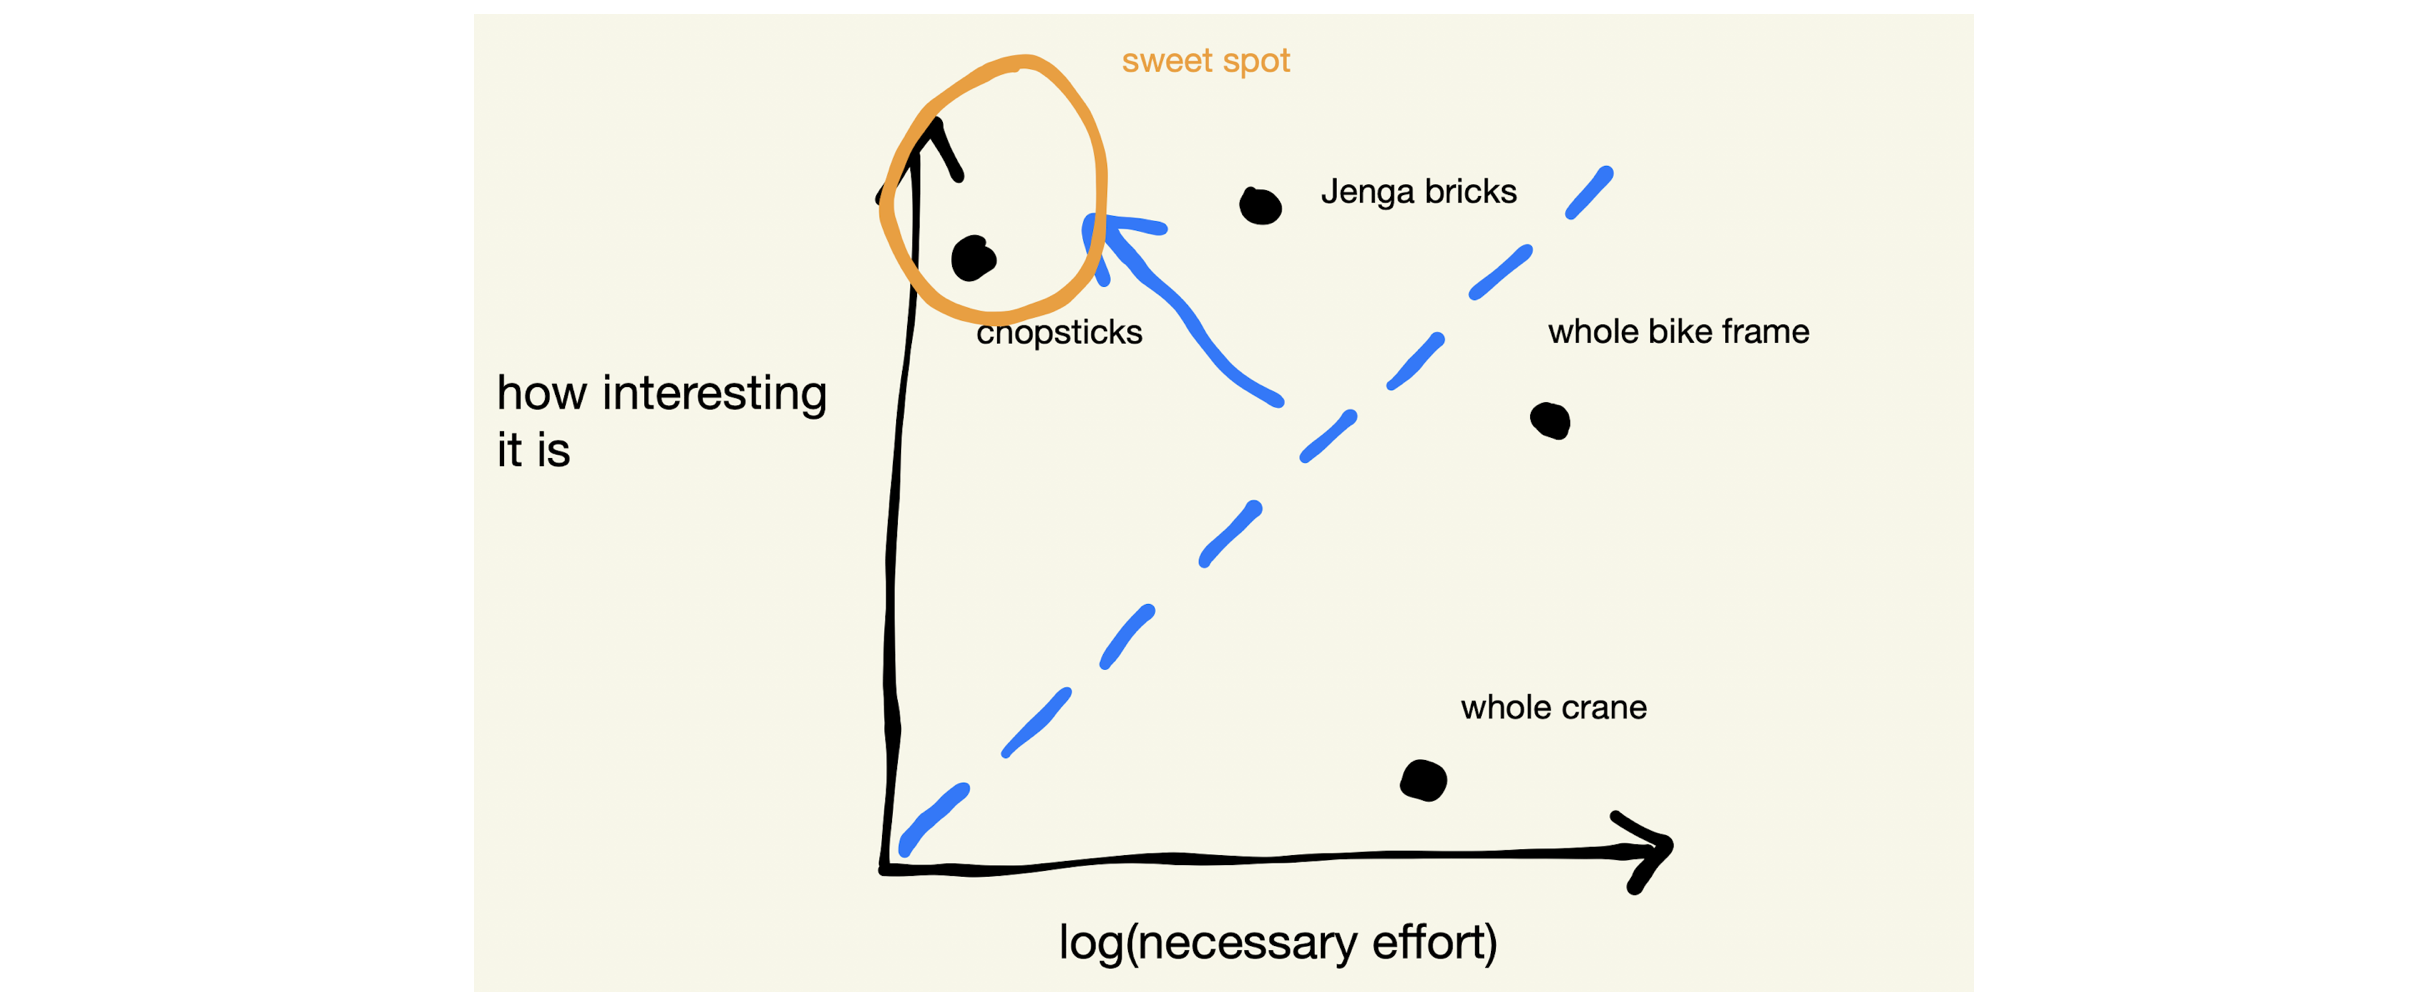 sweet spot
Jenga bricks
chopsticks
whole bike frame
how interesting
it is
whole crane
log(necessary effort)